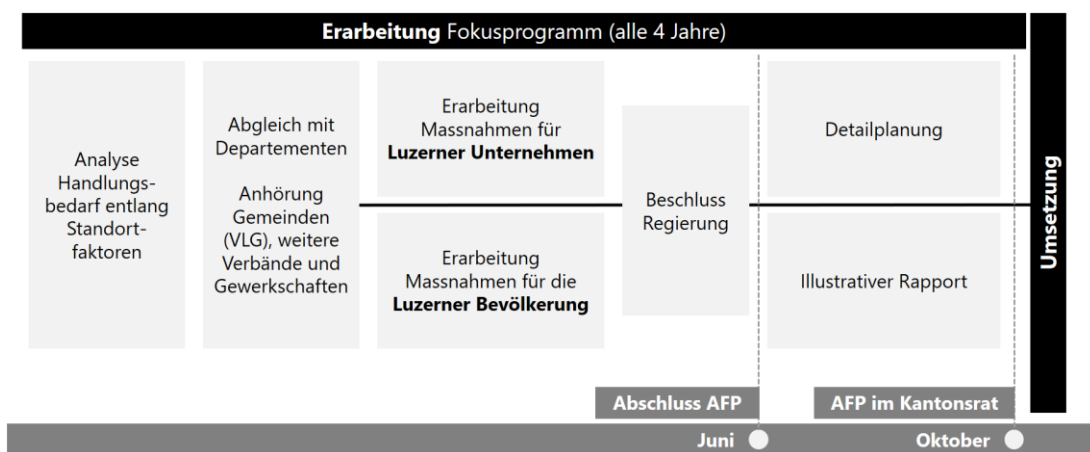 Erarbeitung Fokusprogramm (alle 4 Jahre)
Analyse
Handlungs-
bedarf entlang
Standort-
faktoren
Abgleich mit
Departementen
Anhörung
Gemeinden
(VLG), weitere
Verbände und
Gewerkschaften
Erarbeitung
Massnahmen für
Luzerner Unternehmen
Erarbeitung
Massnahmen für die
Luzerner Bevölkerung
Beschluss
Regierung
Detailplanung
Illustrativer Rapport
Umsetzung
Abschluss AFP
AFP im Kantonsrat
Juni
Oktober